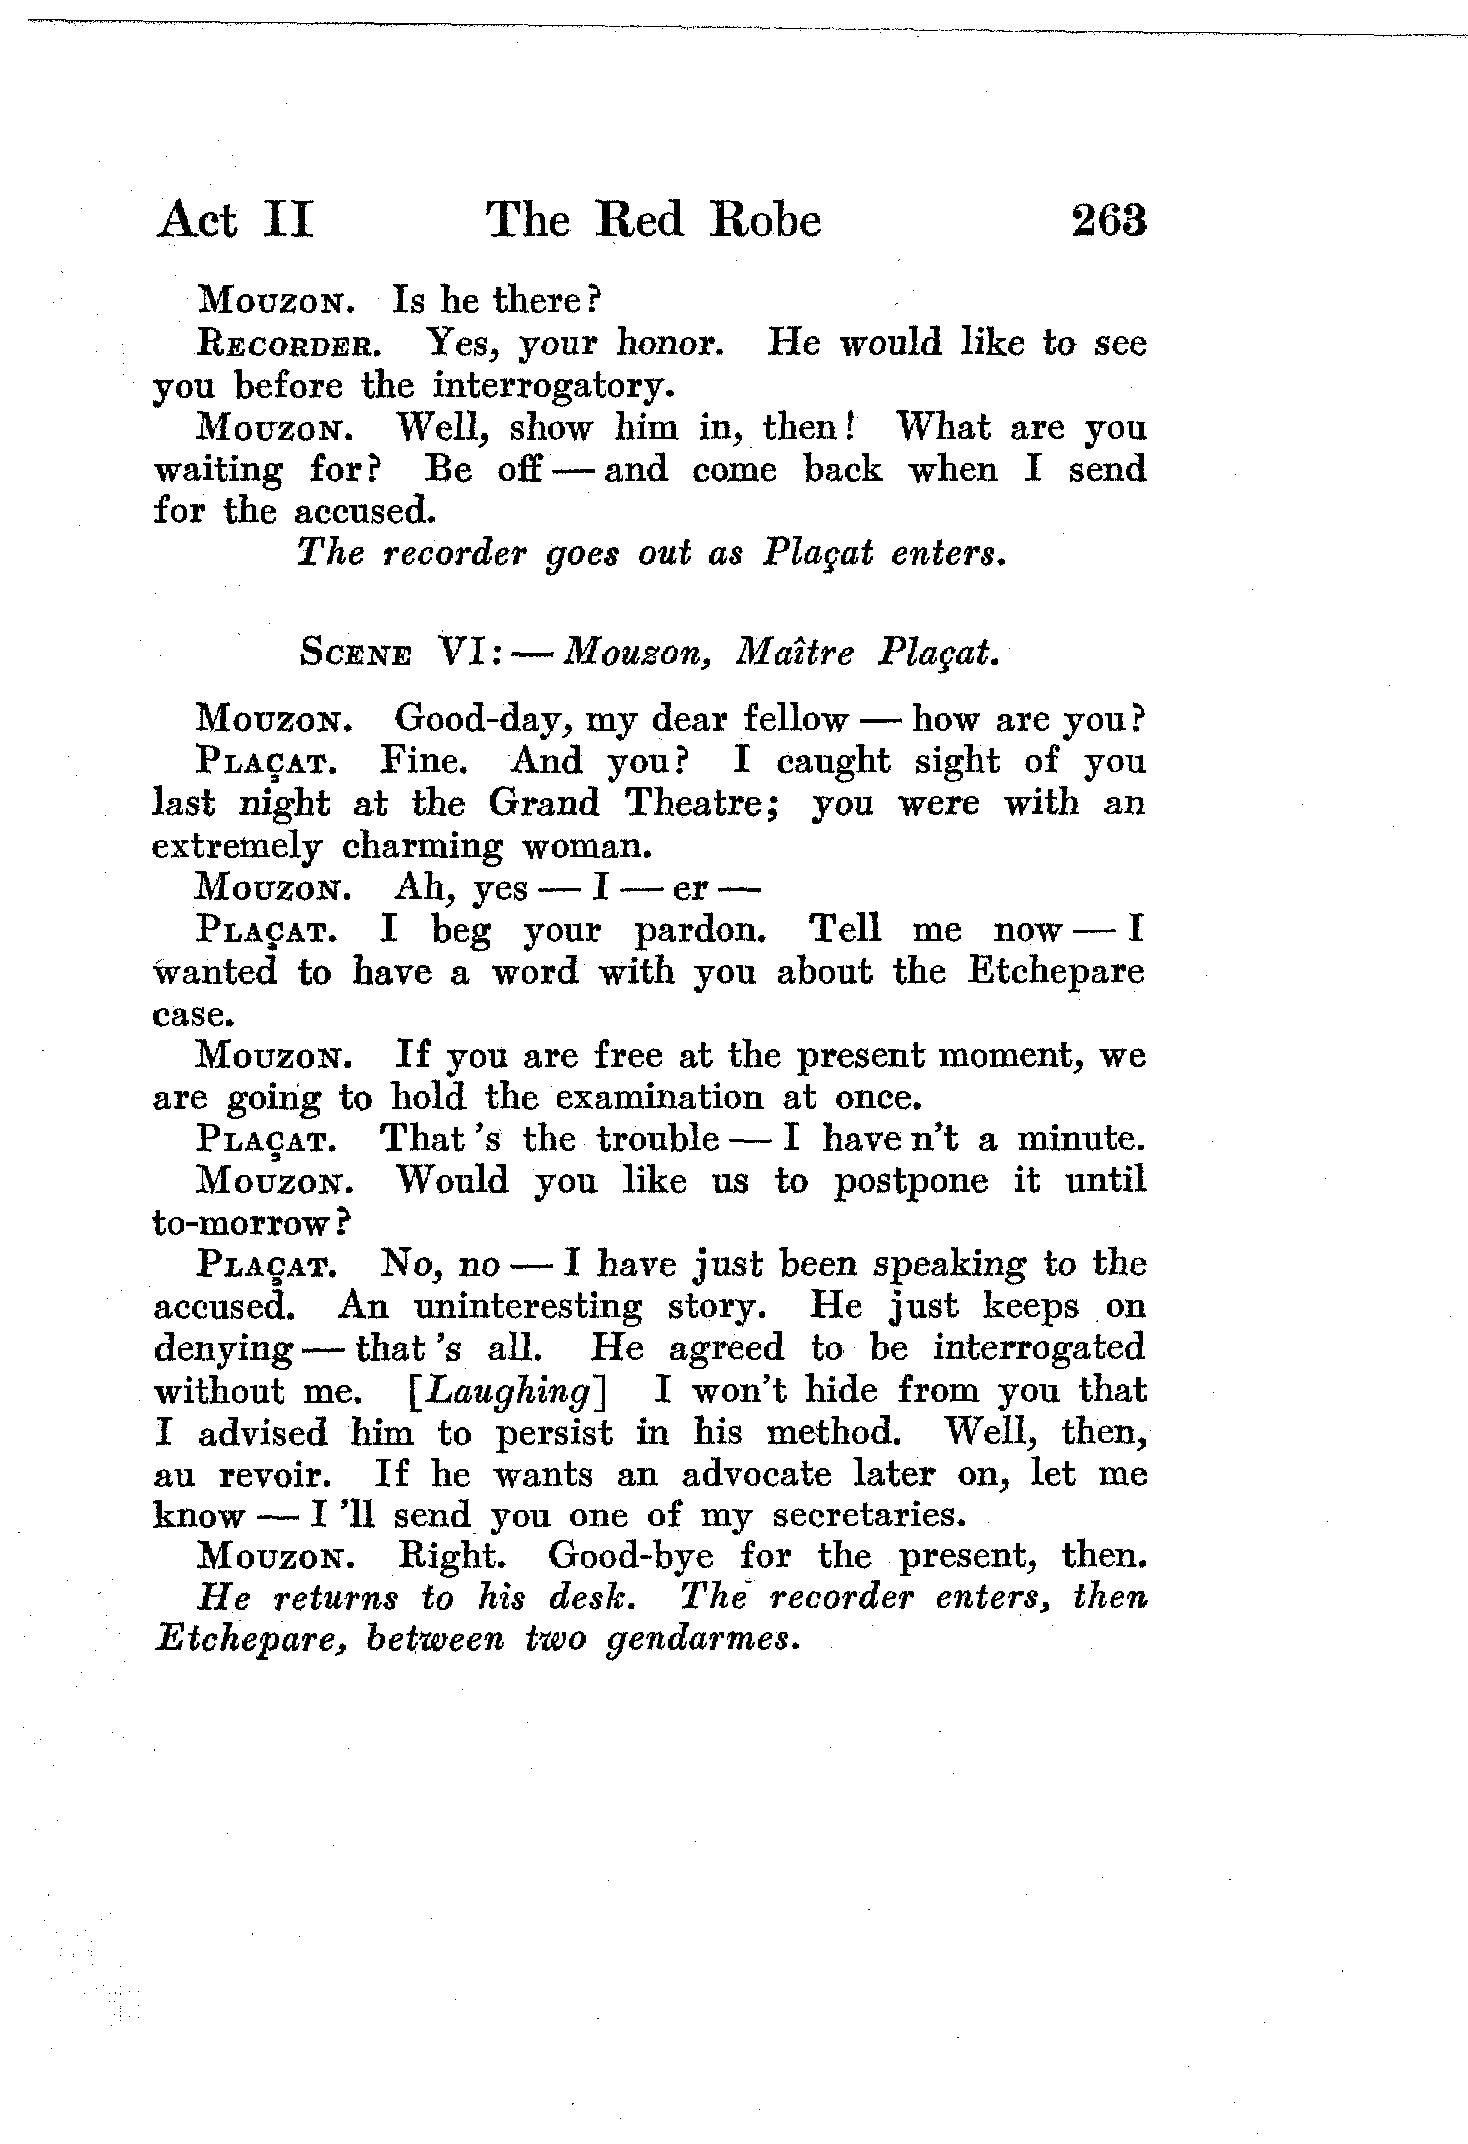 Act II The Red Robe 263
MOUZON. Is he there?
RECORDER. Yes, your honor. He would like to see
you before the interrogatory.
MOUZON. Well, show him in, then! What are you
waiting for? Be off — and come back when I send
for the accused.
The recorder goes out as Plaçat enters.
SCENE VI: — Mouzon, Maître Plaçat.
MOUZON. Good-day, my dear fellow — how are you?
PLAÇAT. Fine. And you? I caught sight of you
last night at the Grand Theatre; you were with an
extremely charming woman.
MOUZON. Ah, yes — I — er —
PLAÇAT. I beg your pardon. Tell me now — I
wanted to have a word with you about the Etchepare
case.
MOUZON. If you are free at the present moment, we
are going to hold the examination at once.
PLAÇAT. That 's the trouble — I have n't a minute.
MOUZON. Would you like us to postpone it until
to-morrow?
PLAÇAT. No, no — I have just been speaking to the
accused. An uninteresting story. He just keeps on
denying — that 's all. He agreed to be interrogated
without me. [Laughing] I won't hide from you that
I advised him to persist in his method. Well, then,
au revoir. If he wants an advocate later on, let me
know — I 'll send you one of my secretaries.
MOUZON. Right. Good-bye for the present, then.
He returns to his desk. The recorder enters, then
Etchepare, between two gendarmes.